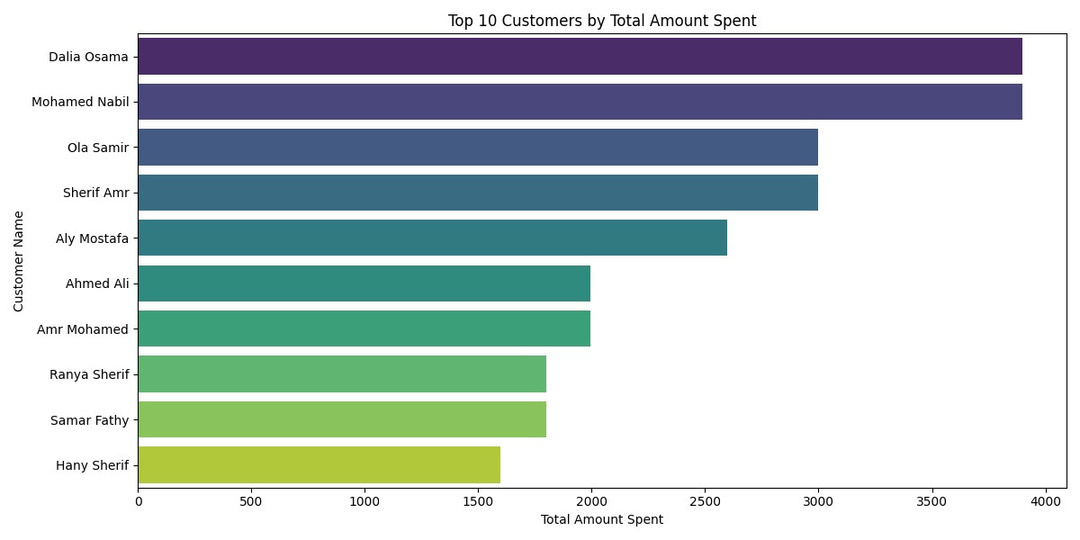 Top 10 Customers by Total Amount Spent
Customer Name
Dalia Osama
Mohamed Nabil
Ola Samir
Sherif Amr
Aly Mostafa
Ahmed Ali
Amr Mohamed
Ranya Sherif
Samar Fathy
Hany Sherif
0 500 1000 1500 2000 2500 3000 3500 4000
Total Amount Spent